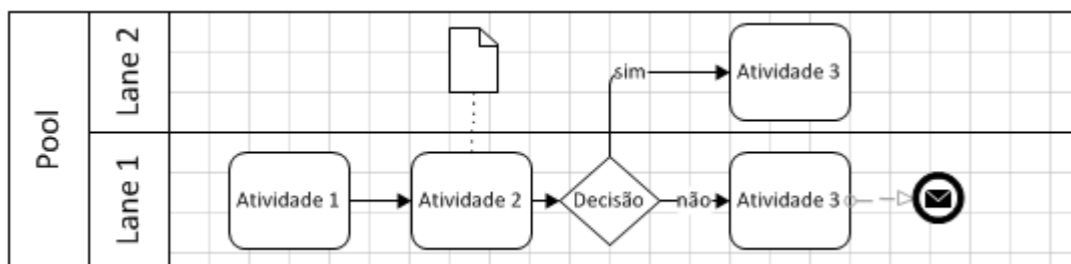 Pool
Lane 2
sim
Atividade 3
Lane 1
Atividade 1
Atividade 2
Decisão
não
Atividade 3